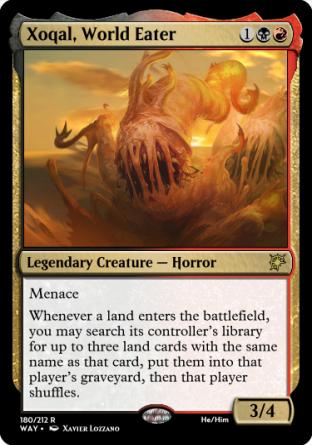 Xoqal, World Eater 1
Legendary Creature — Horror
Menace
Whenever a land enters the battlefield,
you may search its controller's library
for up to three land cards with the same
name as that card, put them into that
player's graveyard, then that player
shuffles.
3/4
180/212 R He/Him
WAY • Xavier Lozzano